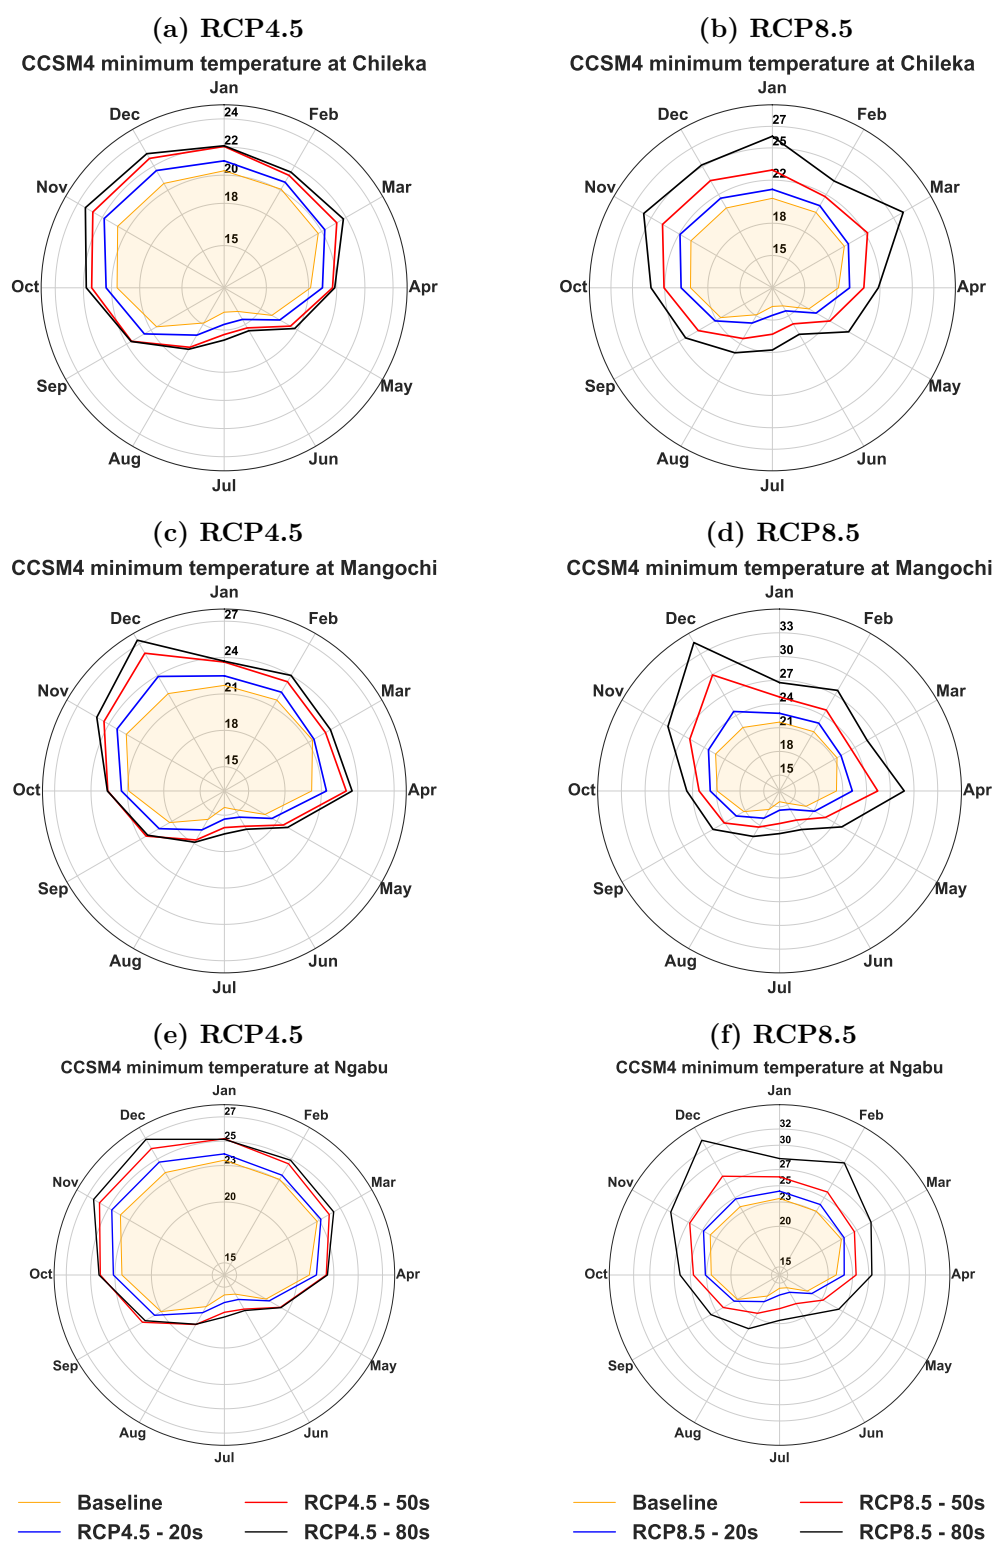 (a) RCP4.5
CCSM4 minimum temperature at Chileka
Jan
Feb
Mar
Apr
May
Jun
Jul
Aug
Sep
Oct
Nov
Dec
24
22
20
18
15
(b) RCP8.5
CCSM4 minimum temperature at Chileka
Jan
Feb
Mar
Apr
May
Jun
Jul
Aug
Sep
Oct
Nov
Dec
27
25
22
18
15
(c) RCP4.5
CCSM4 minimum temperature at Mangochi
Jan
Feb
Mar
Apr
May
Jun
Jul
Aug
Sep
Oct
Nov
Dec
27
24
21
18
15
(d) RCP8.5
CCSM4 minimum temperature at Mangochi
Jan
Feb
Mar
Apr
May
Jun
Jul
Aug
Sep
Oct
Nov
Dec
33
30
27
24
21
18
15
(e) RCP4.5
CCSM4 minimum temperature at Ngabu
Jan
Feb
Mar
Apr
May
Jun
Jul
Aug
Sep
Oct
Nov
Dec
27
25
23
20
15
(f) RCP8.5
CCSM4 minimum temperature at Ngabu
Jan
Feb
Mar
Apr
May
Jun
Jul
Aug
Sep
Oct
Nov
Dec
32
30
27
25
23
20
15
Baseline
RCP4.5 - 20s
RCP4.5 - 50s
RCP4.5 - 80s
Baseline
RCP8.5 - 20s
RCP8.5 - 50s
RCP8.5 - 80s